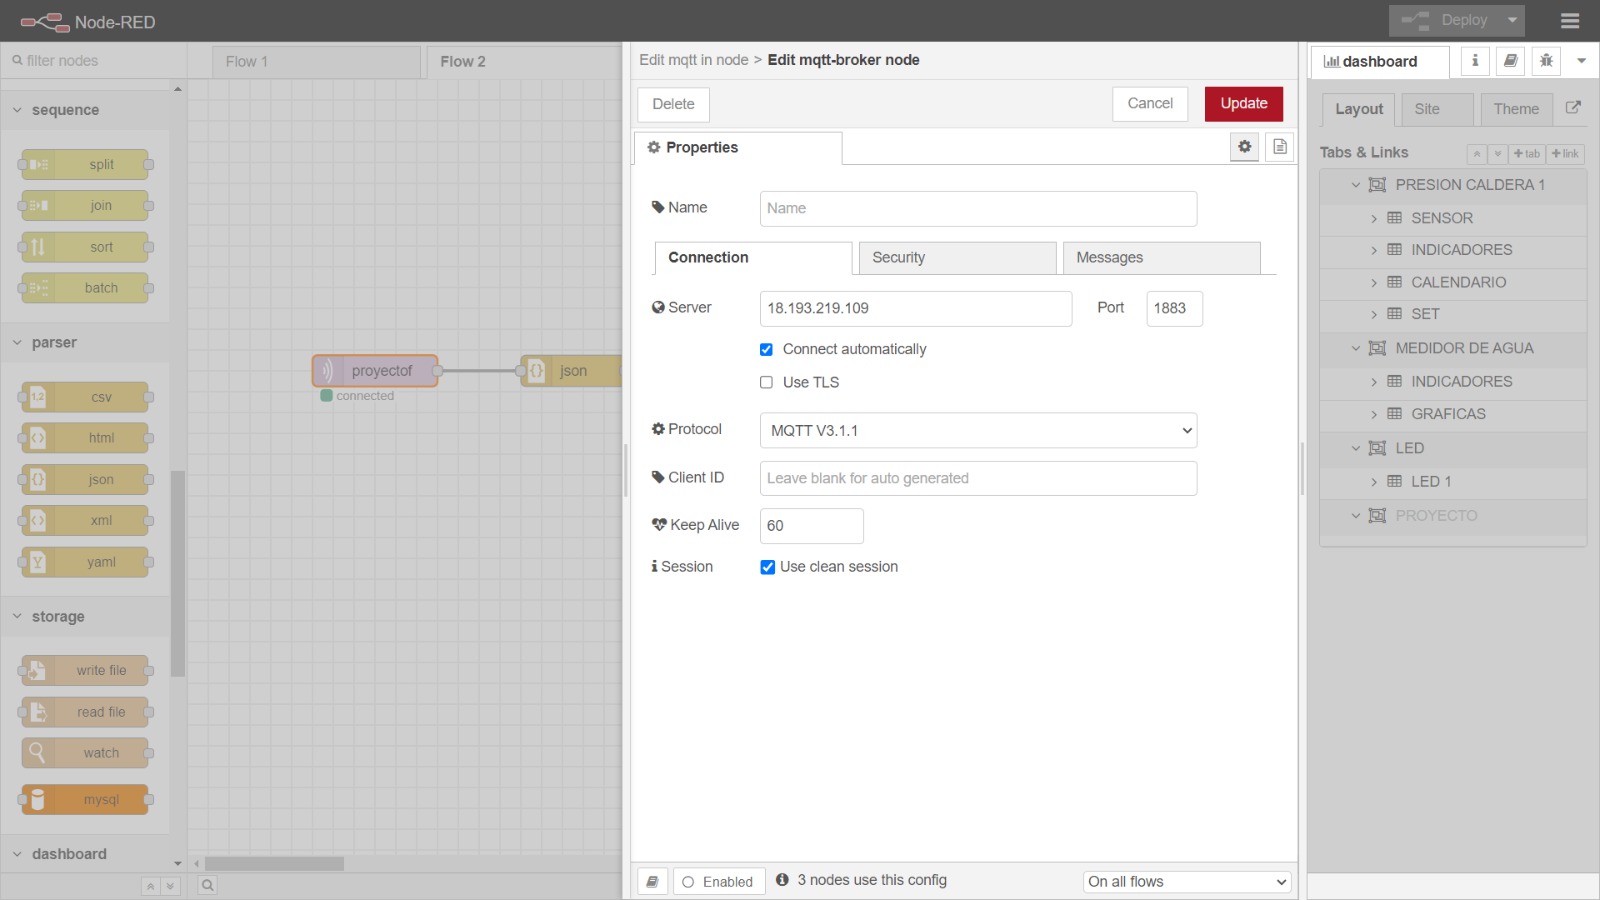 Node-RED
Deploy
filter nodes
sequence
split
join
sort
batch
parser
csv
html
json
xml
yaml
storage
write file
read file
watch
mysql
dashboard
Flow 1
Flow 2
proyectof
connected
json
Edit mqtt in node > Edit mqtt-broker node
Delete
Cancel
Update
Properties
Name
Name
Connection
Security
Messages
Server
18.193.219.109
Port
1883
Connect automatically
Use TLS
Protocol
MQTT V3.1.1
Client ID
Leave blank for auto generated
Keep Alive
60
Session
Use clean session
Enabled
3 nodes use this config
On all flows
dashboard
Layout
Site
Theme
Tabs & Links
+ tab
+ link
PRESION CALDERA 1
SENSOR
INDICADORES
CALENDARIO
SET
MEDIDOR DE AGUA
INDICADORES
GRAFICAS
LED
LED 1
PROYECTO